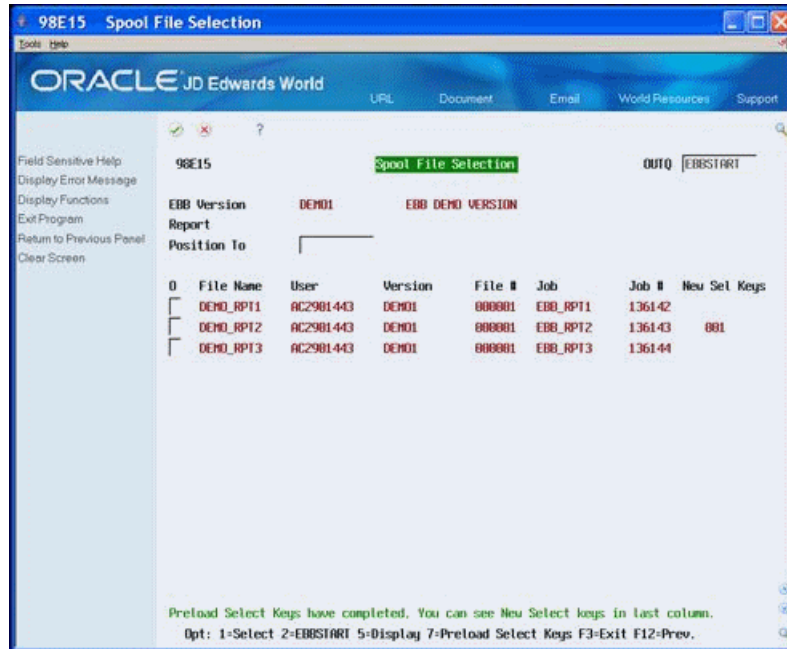 98E15 Spool File Selection
Tools Help
ORACLE JD Edwards World
URL Document Email World Resources Support
?
Field Sensitive Help
Display Error Message
Display Functions
Exit Program
Return to Previous Panel
Clear Screen
98E15 Spool File Selection OUTQ EBBSTART
EBB Version DEMO1 EBB DEMO VERSION
Report
Position To
O File Name User Version File # Job Job # New Sel Keys
DEMO_RPT1 AC2901443 DEMO1 000001 EBB_RPT1 136142
DEMO_RPT2 AC2901443 DEMO1 000001 EBB_RPT2 136143 001
DEMO_RPT3 AC2901443 DEMO1 000001 EBB_RPT3 136144
Preload Select Keys have completed, You can see New Select keys in last column.
Opt: 1=Select 2=EBBSTART 5=Display 7=Preload Select Keys F3=Exit F12=Prev.